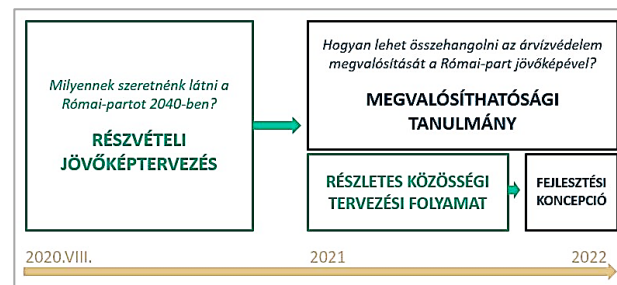 Milyennek szeretnénk látni a
Római-partot 2040-ben?
RÉSZVÉTELI
JÖVŐKÉPTERVEZÉS
Hogyan lehet összehangolni az árvízvédelem
megvalósítását a Római-part jövőképével?
MEGVALÓSÍTHATÓSÁGI
TANULMÁNY
RÉSZLETES KÖZÖSSÉGI
TERVEZÉSI FOLYAMAT
FEJLESZTÉSI
KONCEPCIÓ
2020.VIII.
2021
2022